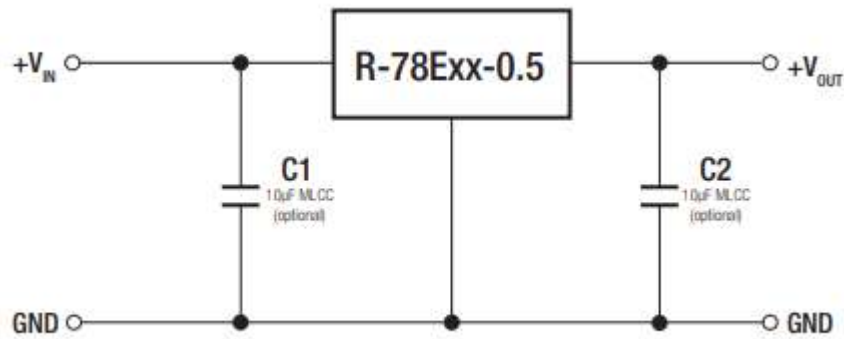 +VIN
R-78Exx-0.5
+VOUT
C1
10µF MLCC
(optional)
C2
10µF MLCC
(optional)
GND
GND